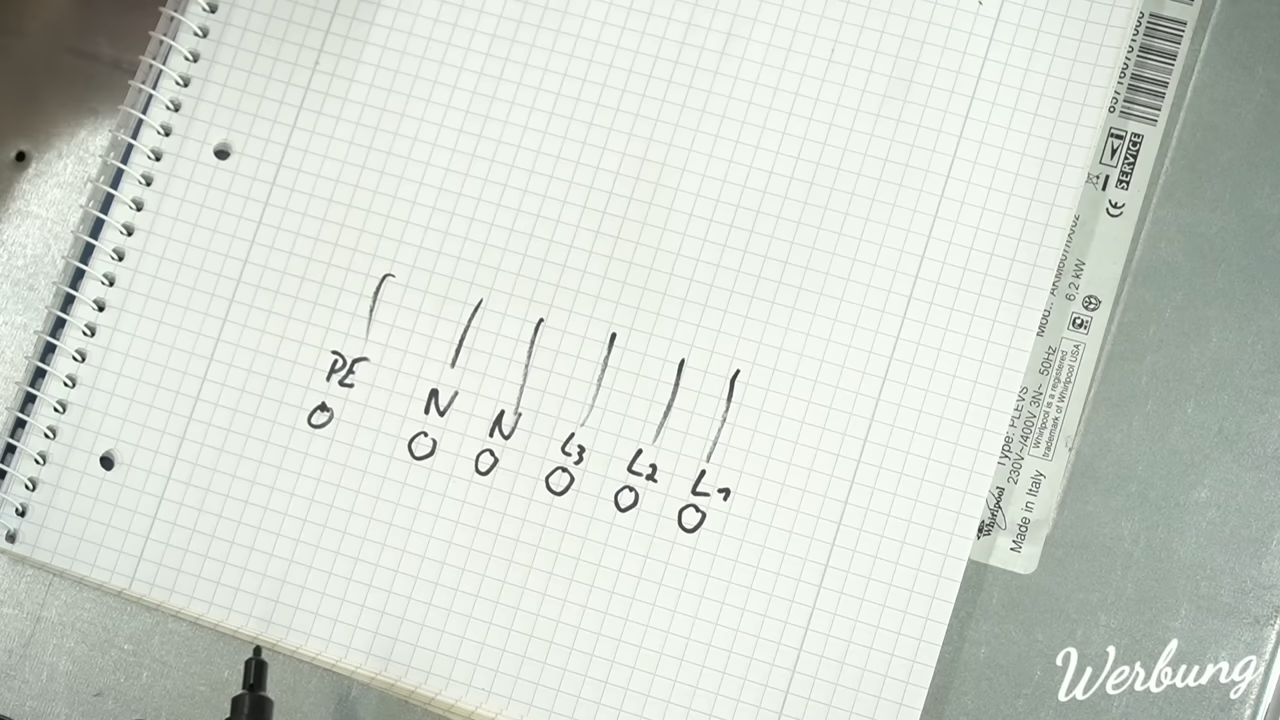 PE
N
N
L3
L2
L1
SERVICE
CE
6,2 kW
Type: PLEVS
230V~/400V 3N~ 50Hz
Whirlpool is a registered
trademark of Whirlpool USA
Whirlpool
Made in Italy
Werbung